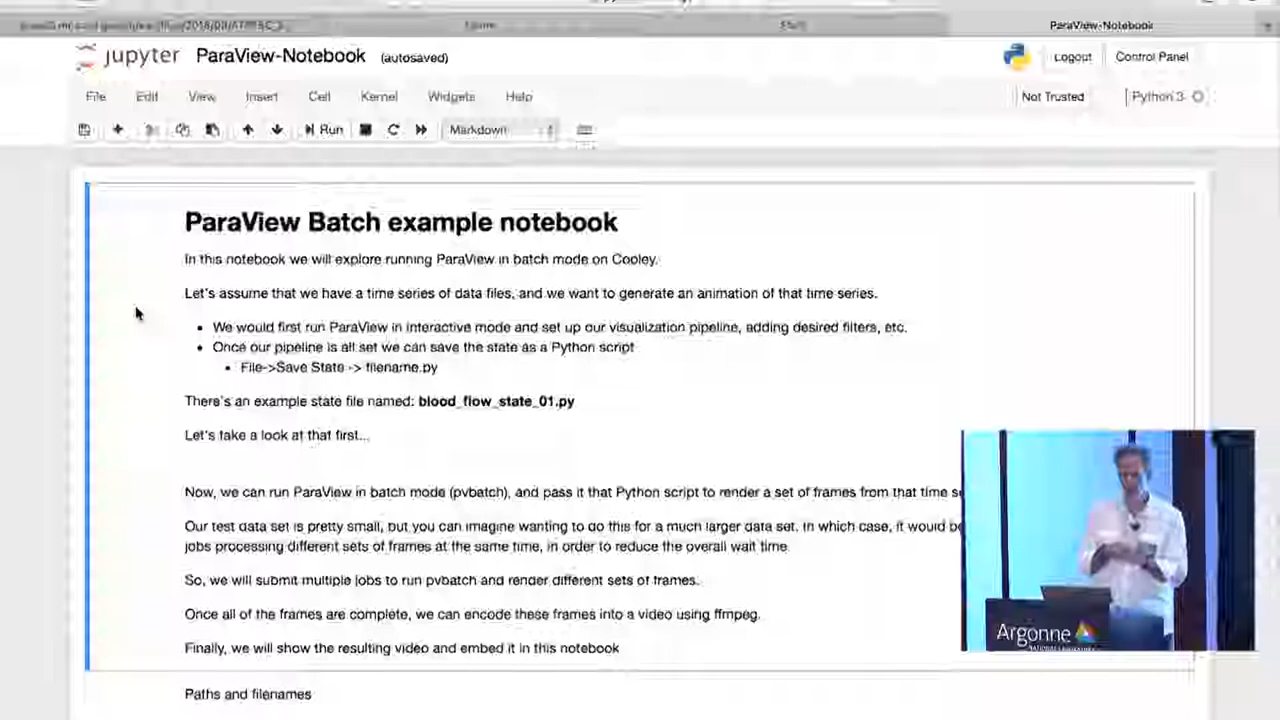 ParaView-Notebook
jupyter ParaView-Notebook (autosaved)
Logout
Control Panel
File Edit View Insert Cell Kernel Widgets Help
Not Trusted
Python 3
Run
Markdown
ParaView Batch example notebook
In this notebook we will explore running ParaView in batch mode on Cooley.
Let's assume that we have a time series of data files, and we want to generate an animation of that time series.
We would first run ParaView in interactive mode and set up our visualization pipeline, adding desired filters, etc.
Once our pipeline is all set we can save the state as a Python script
File->Save State -> filename.py
There's an example state file named: blood_flow_state_01.py
Let's take a look at that first...
Now, we can run ParaView in batch mode (pvbatch), and pass it that Python script to render a set of frames from that time s
Our test data set is pretty small, but you can imagine wanting to do this for a much larger data set. In which case, it would be
jobs processing different sets of frames at the same time, in order to reduce the overall wait time
So, we will submit multiple jobs to run pvbatch and render different sets of frames.
Once all of the frames are complete, we can encode these frames into a video using ffmpeg.
Finally, we will show the resulting video and embed it in this notebook
Paths and filenames
Argonne
NATIONAL LABORATORY